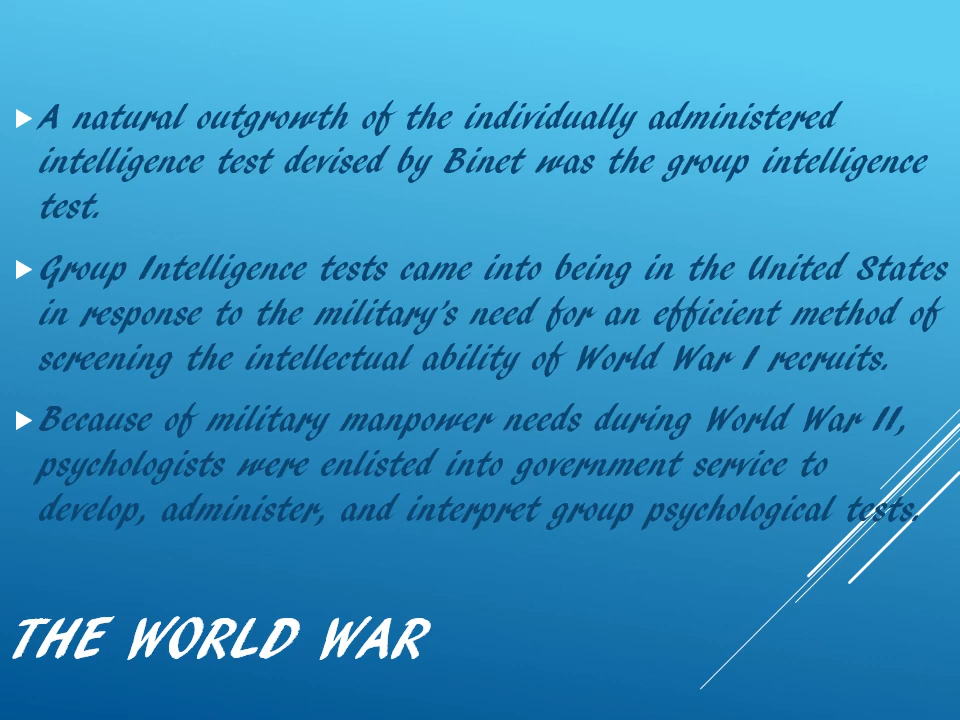 A natural outgrowth of the individually administered
intelligence test devised by Binet was the group intelligence
test.
Group Intelligence tests came into being in the United States
in response to the military's need for an efficient method of
screening the intellectual ability of World War I recruits.
Because of military manpower needs during World War II,
psychologists were enlisted into government service to
develop, administer, and interpret group psychological tests.
THE WORLD WAR